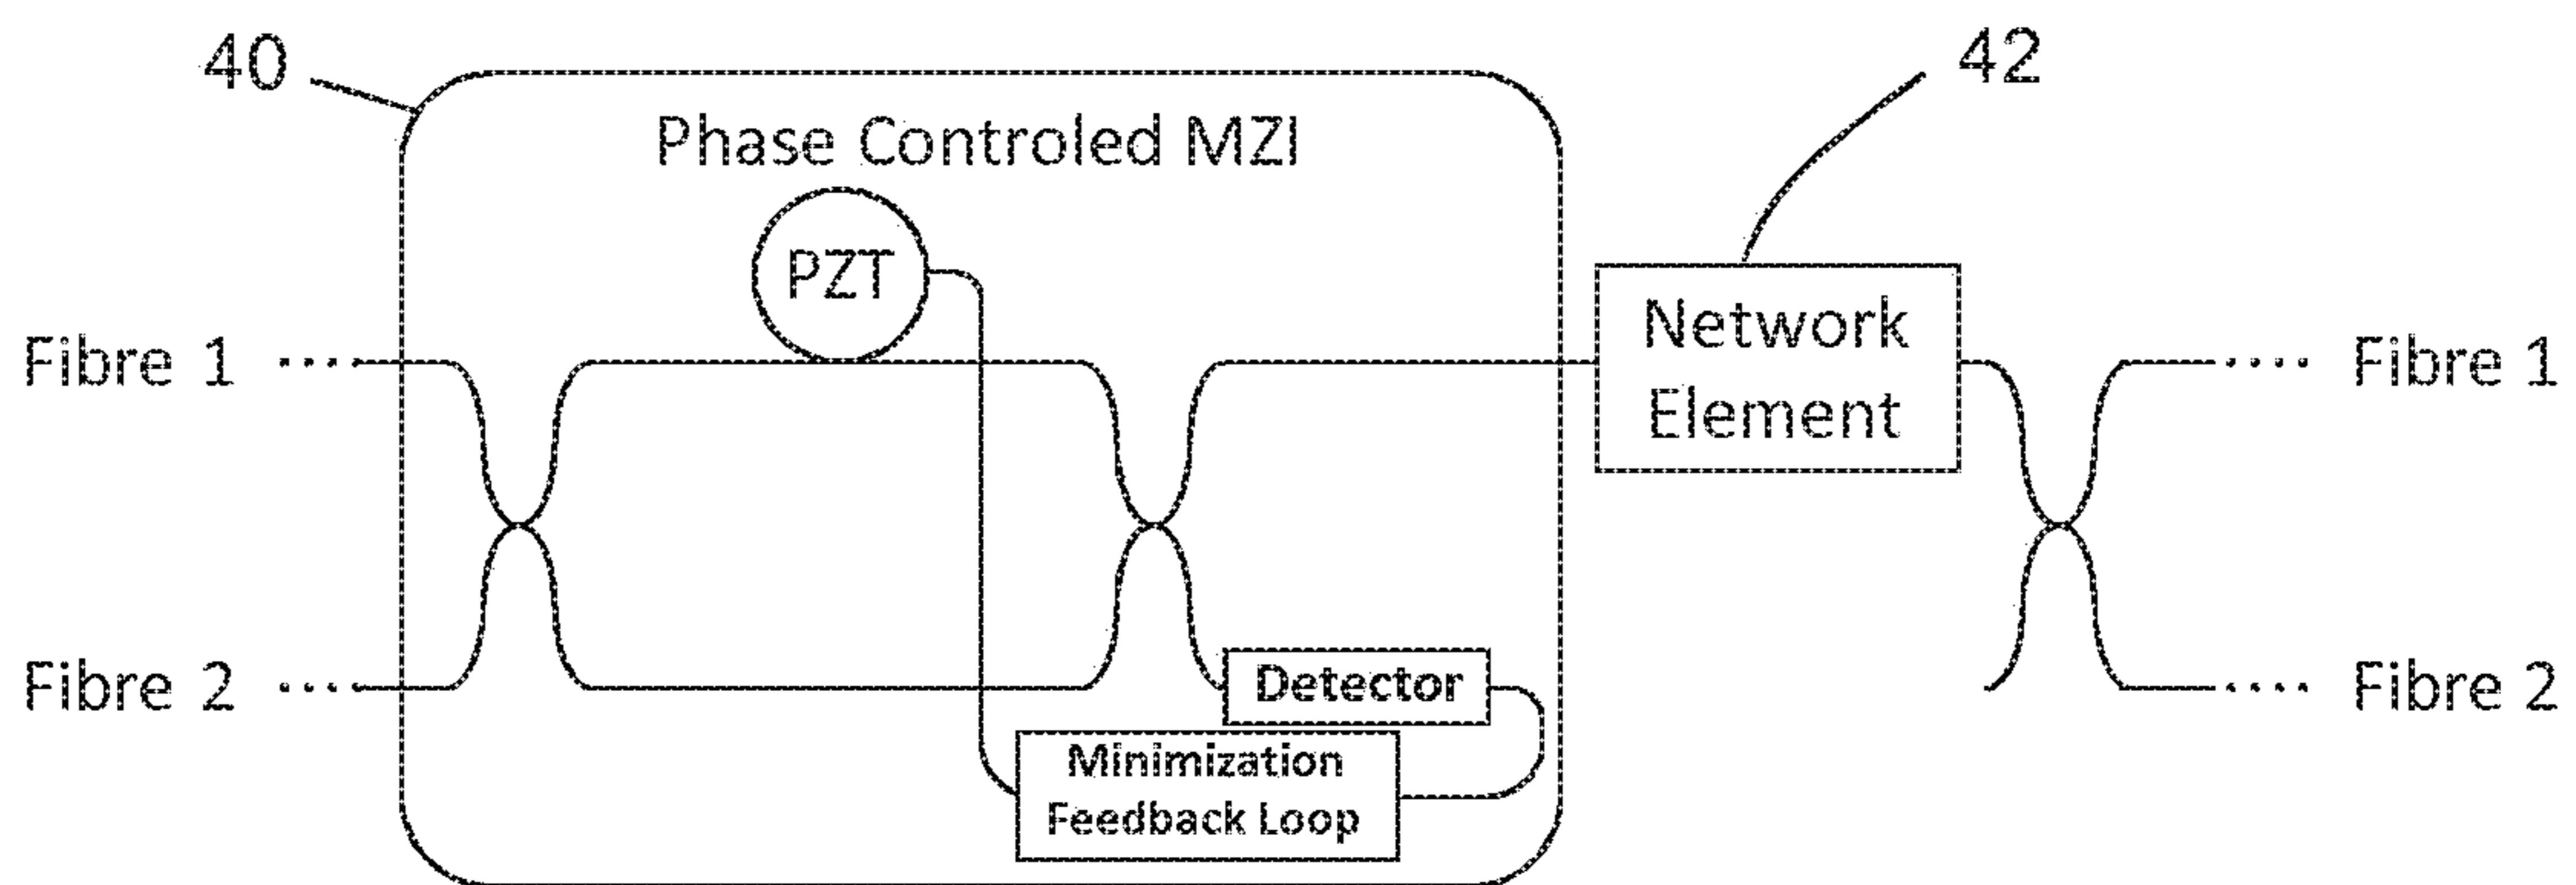 40
42
Phase Controled MZI
PZT
Network
Element
Fibre 1
Fibre 1
Fibre 2
Detector
Fibre 2
Minimization
Feedback Loop